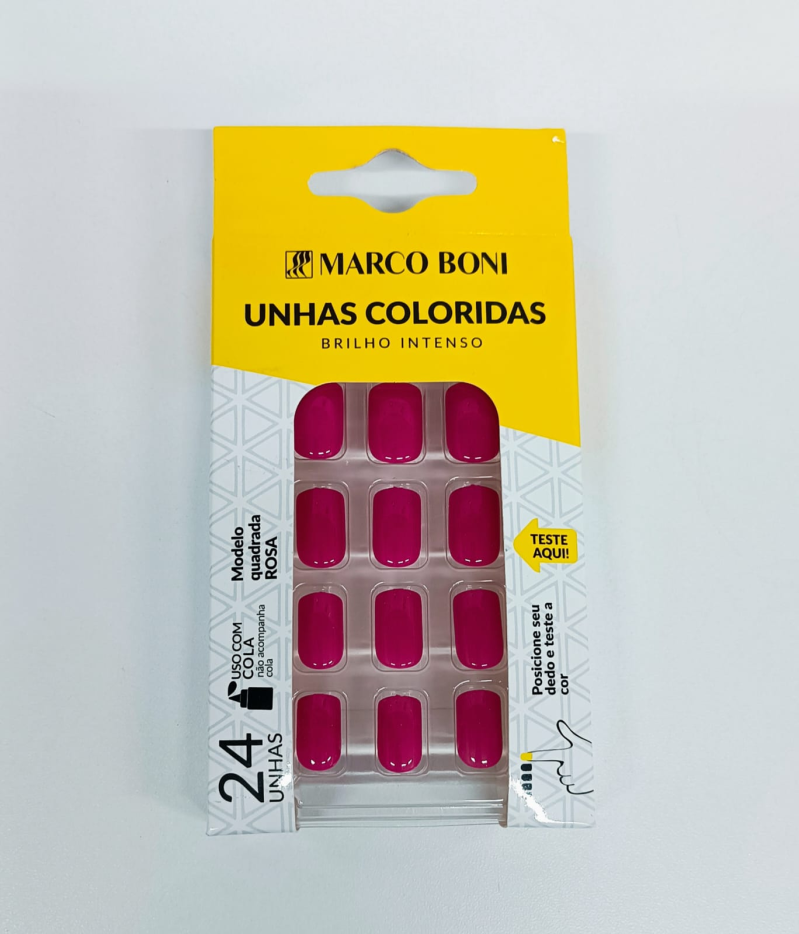 MARCO BONI
UNHAS COLORIDAS
BRILHO INTENSO
Modelo
quadrada
ROSA
USO COM
COLA
não acompanha
cola
24
UNHAS
TESTE
AQUI!
Posicione seu
dedo e teste a
cor